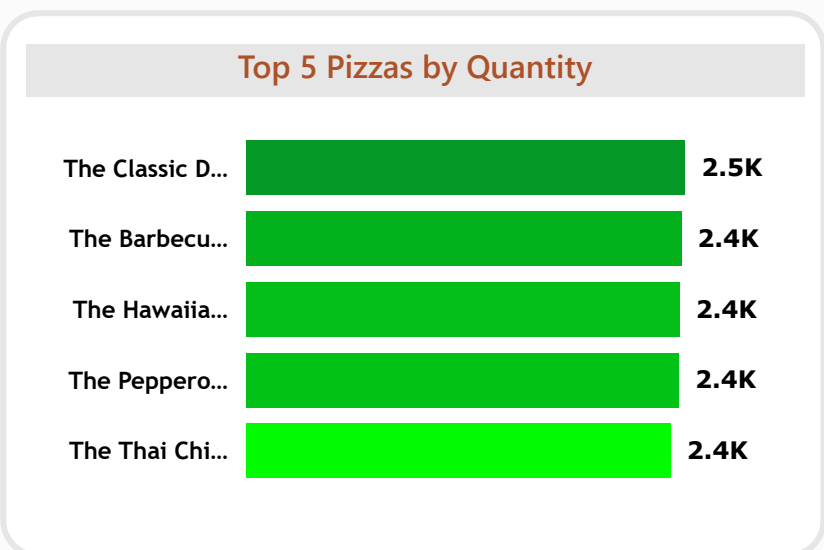 Top 5 Pizzas by Quantity
The Classic D... 2.5K
The Barbecu... 2.4K
The Hawaiia... 2.4K
The Peppero... 2.4K
The Thai Chi... 2.4K